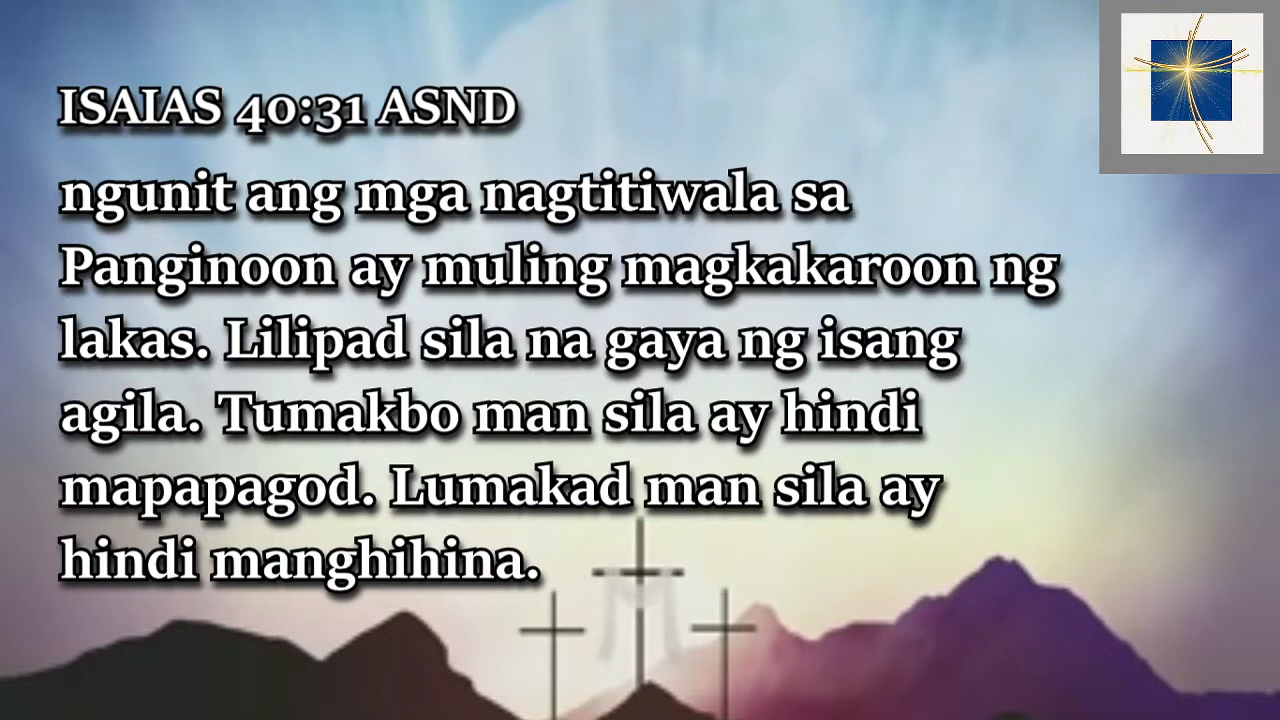 ISAIAS 40:31 ASND
ngunit ang mga nagtitiwala sa
Panginoon ay muling magkakaroon ng
lakas. Lilipad sila na gaya ng isang
agila. Tumakbo man sila ay hindi
mapapagod. Lumakad man sila ay
hindi manghihina.